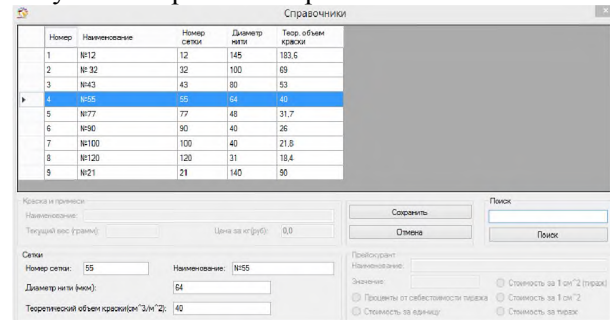 Справочники
Номер Наименование Номер сетки Диаметр нити Теор. объем краски
1 №12 12 145 183,6
2 № 32 32 100 69
3 №43 43 80 53
4 №55 55 64 40
5 №77 77 48 31,7
6 №90 90 40 26
7 №100 100 40 21,8
8 №120 120 31 18,4
9 №21 21 140 90
Краска и примеси
Наименование:
Текущий вес (грамм): Цена за кг(руб): 0,0
Сохранить
Отмена
Поиск
Поиск
Сетки
Номер сетки: 55 Наименование: №55
Диаметр нити (мкм): 64
Теоретический объем краски(см^3/м^2): 40
Прейскурант
Наименование:
Значение:
Стоимость за 1 см^2 (тираж)
Проценты от себестоимости тиража Стоимость за 1 см^2
Стоимость за единицу Стоимость за тираж